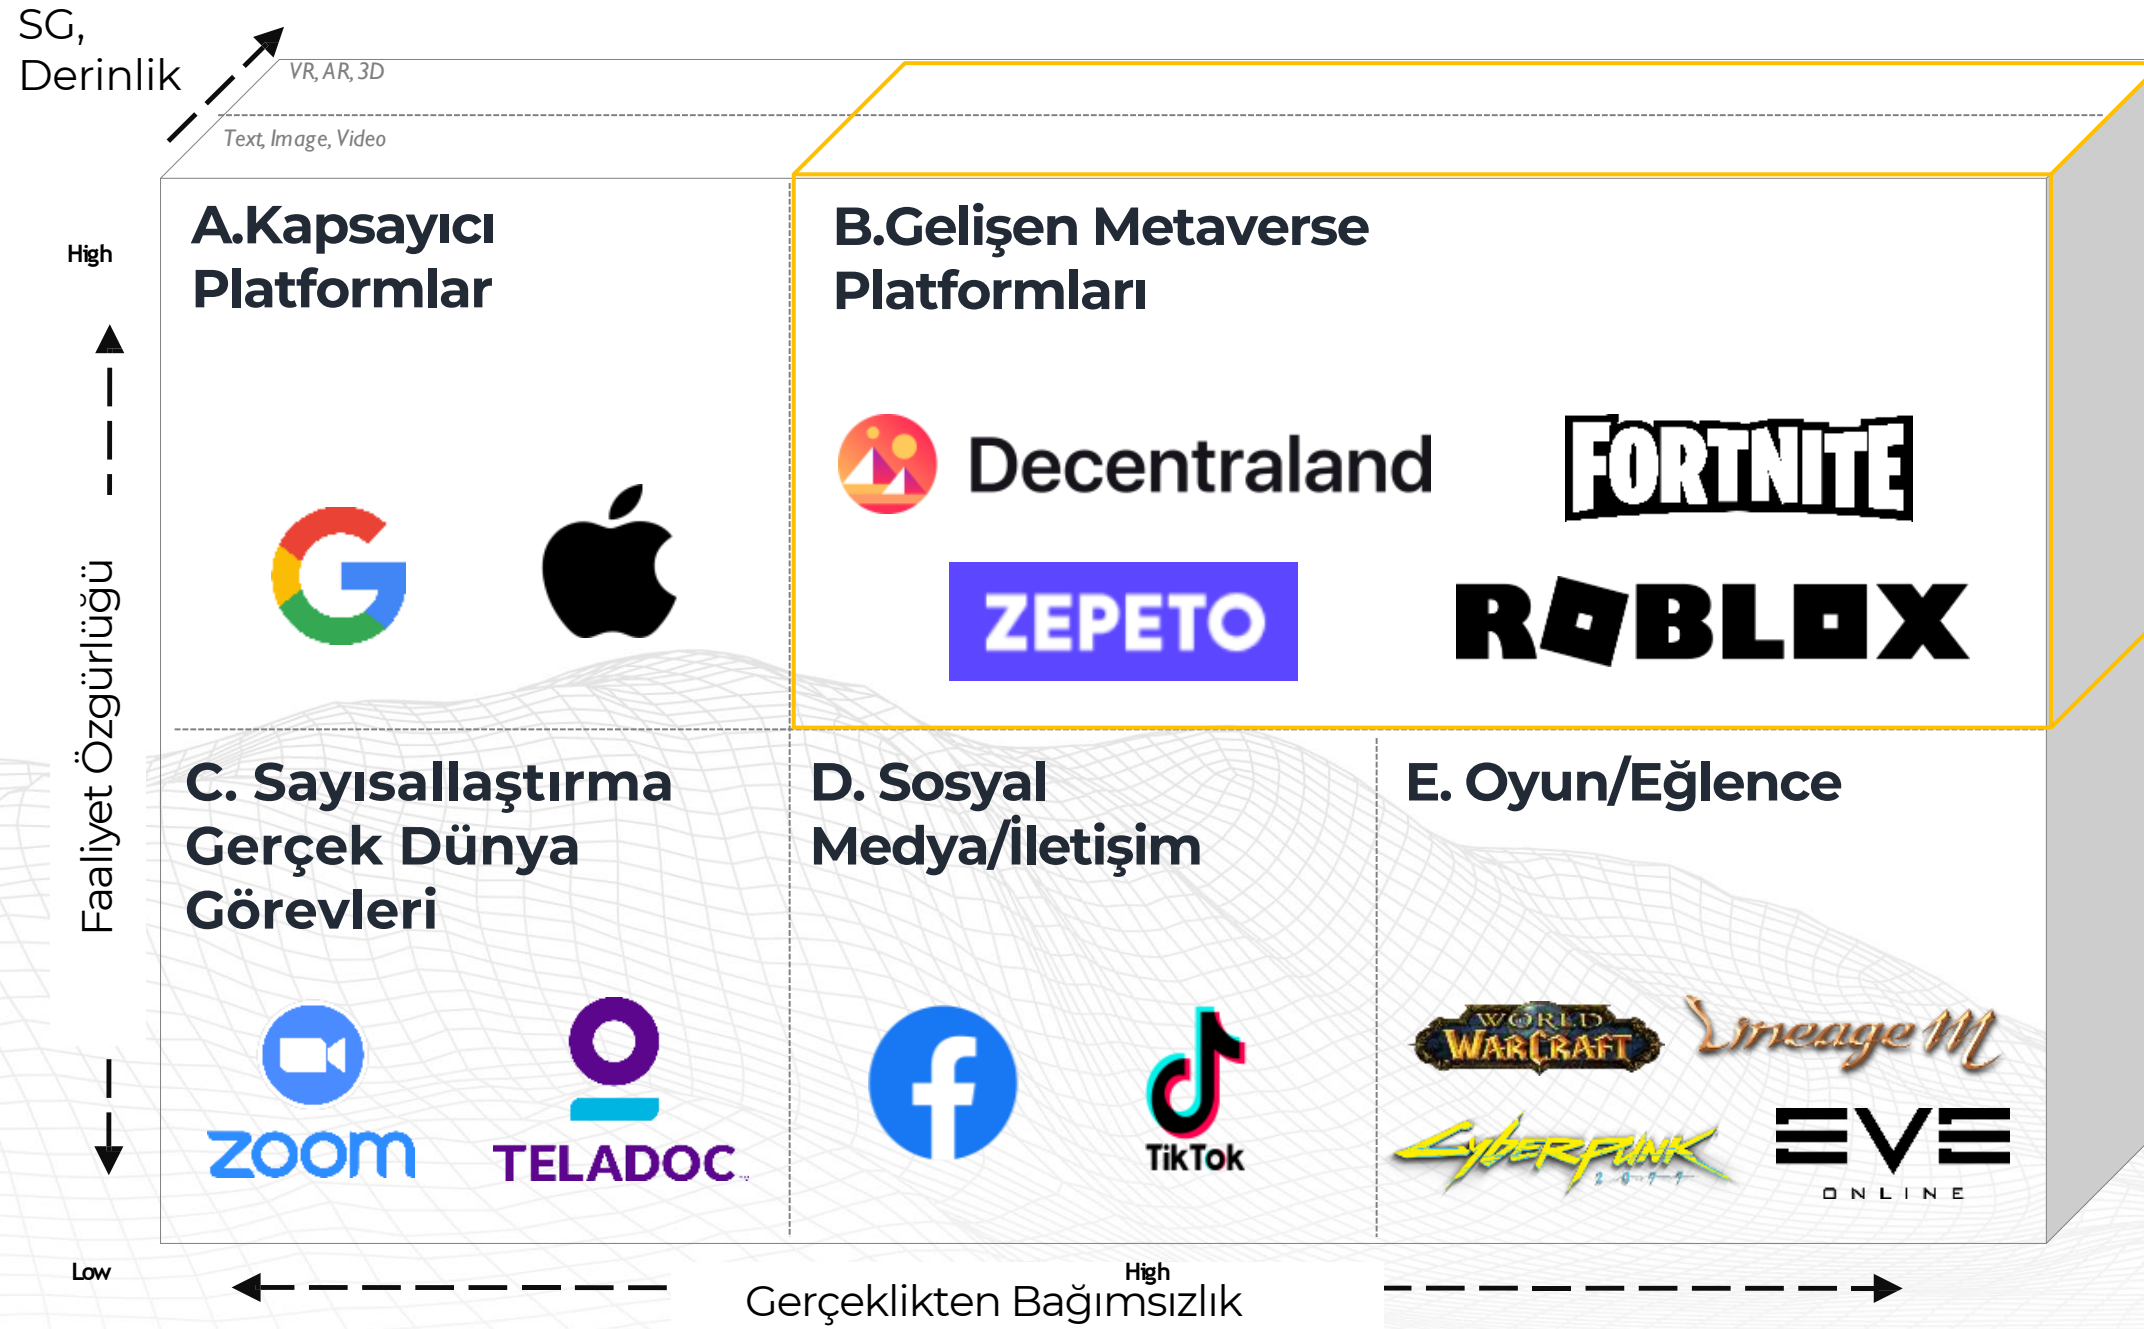 SG,
Derinlik
VR, AR, 3D
Text, Image, Video
High
Faaliyet Özgürlüğü
Low
A.Kapsayıcı
Platformlar
B.Gelişen Metaverse
Platformları
Decentraland
FORTNITE
ZEPETO
ROBLOX
C. Sayısallaştırma
Gerçek Dünya
Görevleri
zoom
TELADOC
D. Sosyal
Medya/İletişim
TikTok
E. Oyun/Eğlence
WORLD
WARCRAFT
Lineage M
CYBERPUNK
2077
EVE
ONLINE
High
Gerçeklikten Bağımsızlık